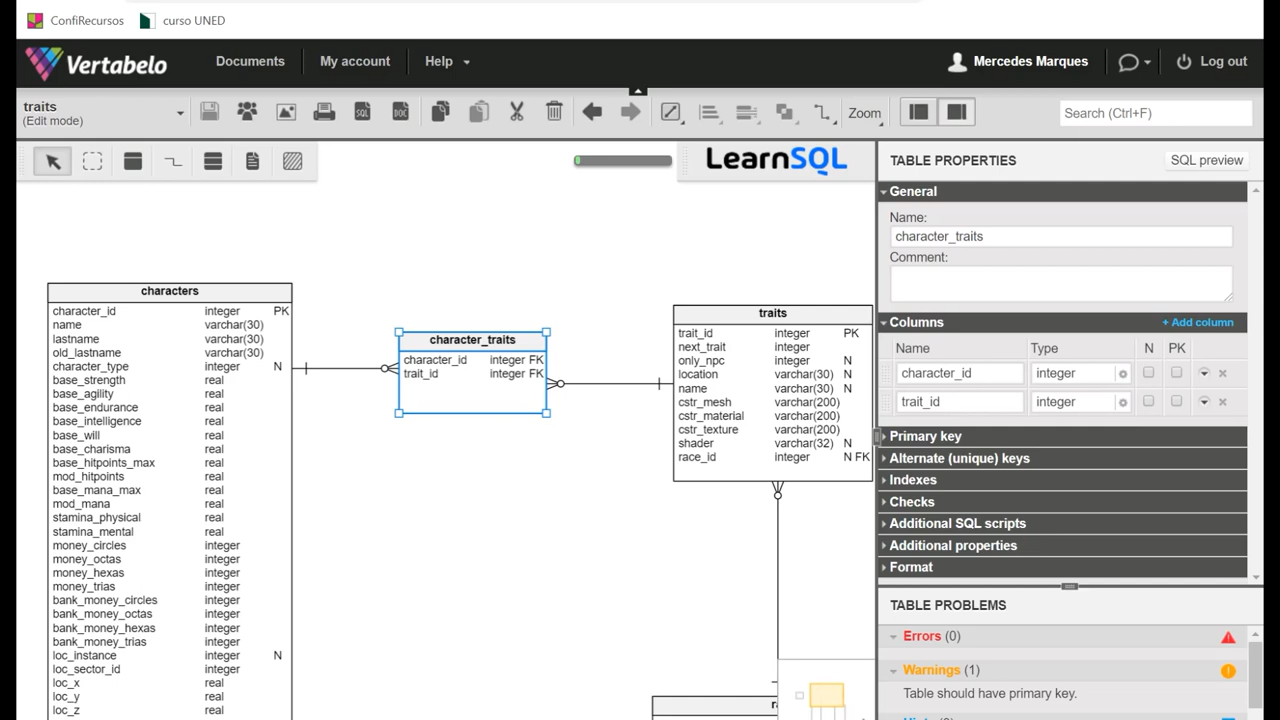 ConfiRecursos curso UNED
Vertabelo Documents My account Help Mercedes Marques Log out
traits
(Edit mode)
SQL DOC Zoom Search (Ctrl+F)
LearnSQL
TABLE PROPERTIES SQL preview
General
Name:
character_traits
Comment:
Columns + Add column
Name Type N PK
character_id integer
trait_id integer
Primary key
Alternate (unique) keys
Indexes
Checks
Additional SQL scripts
Additional properties
Format
TABLE PROBLEMS
Errors (0)
Warnings (1)
Table should have primary key.
characters
character_id integer PK
name varchar(30)
lastname varchar(30)
old_lastname varchar(30)
character_type integer N
base_strength real
base_agility real
base_endurance real
base_intelligence real
base_will real
base_charisma real
base_hitpoints_max real
mod_hitpoints real
base_mana_max real
mod_mana real
stamina_physical real
stamina_mental real
money_circles integer
money_octas integer
money_hexas integer
money_trias integer
bank_money_circles integer
bank_money_octas integer
bank_money_hexas integer
bank_money_trias integer
loc_instance integer N
loc_sector_id integer
loc_x real
loc_y real
loc_z real
character_traits
character_id integer FK
trait_id integer FK
traits
trait_id integer PK
next_trait integer
only_npc integer N
location varchar(30) N
name varchar(30) N
cstr_mesh varchar(200)
cstr_material varchar(200)
cstr_texture varchar(200)
shader varchar(32) N
race_id integer N FK